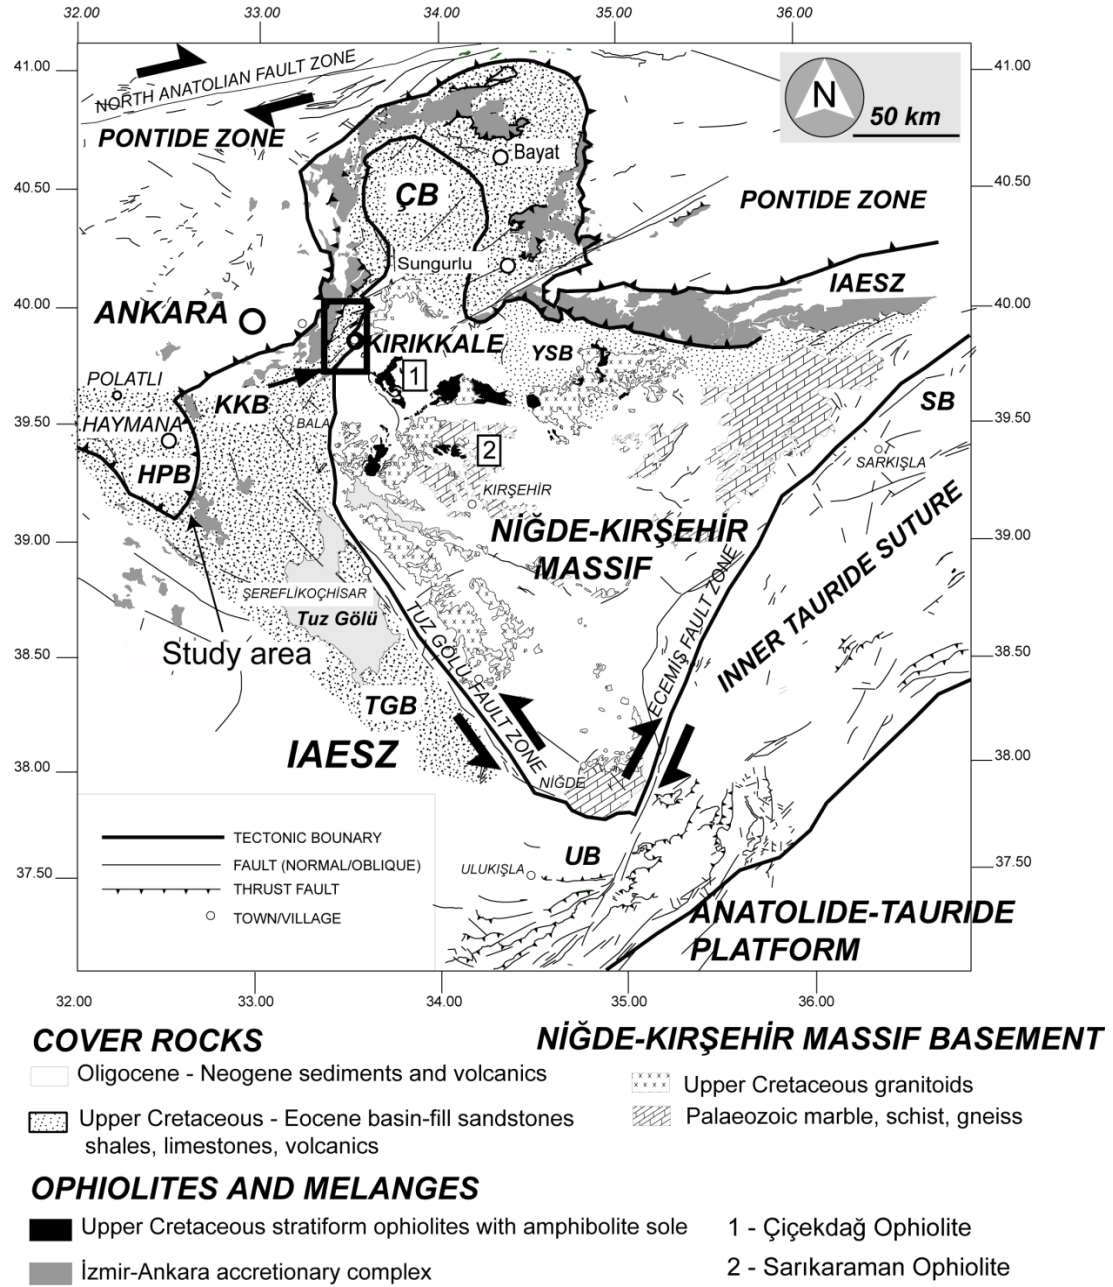 32.00 33.00 34.00 35.00 36.00
41.00 41.00
NORTH ANATOLIAN FAULT ZONE
N
50 km
PONTIDE ZONE
Bayat
40.50 40.50
ÇB
PONTIDE ZONE
Sungurlu
IAESZ
40.00 40.00
ANKARA
KIRIKKALE
YSB
1
POLATLI
KKB
SB
HAYMANA
BALA
39.50 39.50
2
SARKIŞLA
HPB
KIRŞEHİR
NİĞDE-KIRŞEHİR
MASSIF
39.00 39.00
ŞEREFLİKOÇHİSAR
Tuz Gölü
TUZ GÖLÜ FAULT ZONE
ECEMİŞ FAULT ZONE
INNER TAURIDE SUTURE
Study area
38.50 38.50
TGB
IAESZ
38.00 38.00
NİĞDE
TECTONIC BOUNARY
FAULT (NORMAL/OBLIQUE)
THRUST FAULT
TOWN/VILLAGE
UB
ULUKIŞLA
37.50 37.50
ANATOLIDE-TAURIDE
PLATFORM
32.00 33.00 34.00 35.00 36.00
COVER ROCKS
Oligocene - Neogene sediments and volcanics
Upper Cretaceous - Eocene basin-fill sandstones
shales, limestones, volcanics
NİĞDE-KIRŞEHİR MASSIF BASEMENT
Upper Cretaceous granitoids
Palaeozoic marble, schist, gneiss
OPHIOLITES AND MELANGES
Upper Cretaceous stratiform ophiolites with amphibolite sole
İzmir-Ankara accretionary complex
1 - Çiçekdağ Ophiolite
2 - Sarıkaraman Ophiolite